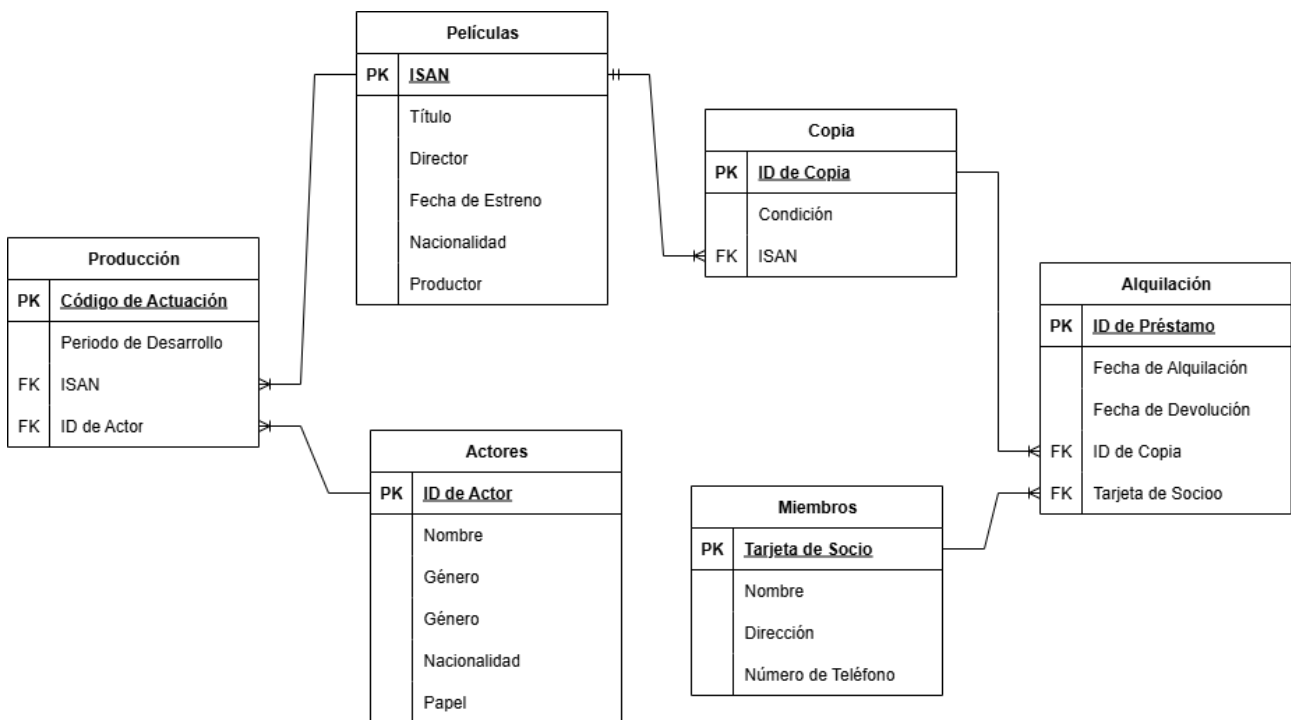 Películas
PK ISAN
Título
Director
Fecha de Estreno
Nacionalidad
Productor
Copia
PK ID de Copia
Condición
FK ISAN
Producción
PK Código de Actuación
Periodo de Desarrollo
FK ISAN
FK ID de Actor
Alquilación
PK ID de Préstamo
Fecha de Alquilación
Fecha de Devolución
FK ID de Copia
FK Tarjeta de Socioo
Actores
PK ID de Actor
Nombre
Género
Género
Nacionalidad
Papel
Miembros
PK Tarjeta de Socio
Nombre
Dirección
Número de Teléfono